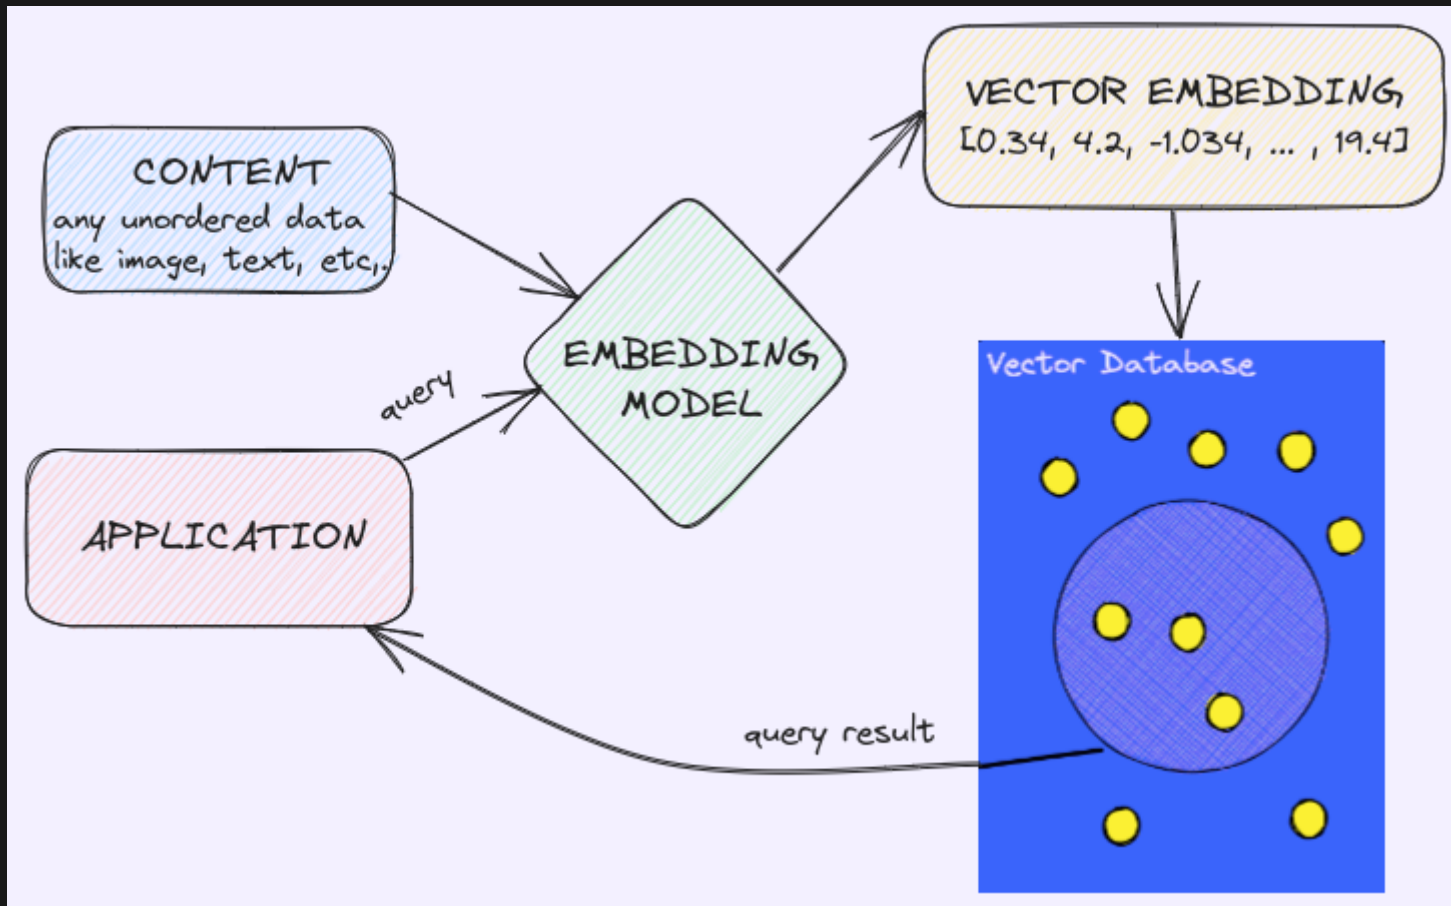 CONTENT
any unordered data
like image, text, etc,.
VECTOR EMBEDDING
[0.34, 4.2, -1.034, ... , 19.4]
EMBEDDING
MODEL
query
APPLICATION
Vector Database
query result